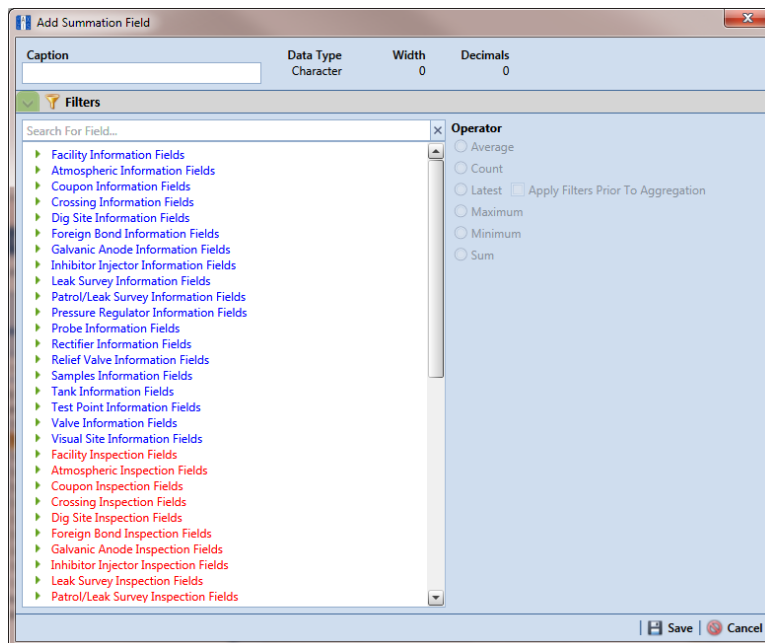 Add Summation Field
Caption Data Type Width Decimals
Character 0 0
Filters
Search For Field...
Operator
Facility Information Fields
Atmospheric Information Fields
Coupon Information Fields
Crossing Information Fields
Dig Site Information Fields
Foreign Bond Information Fields
Galvanic Anode Information Fields
Inhibitor Injector Information Fields
Leak Survey Information Fields
Patrol/Leak Survey Information Fields
Pressure Regulator Information Fields
Probe Information Fields
Rectifier Information Fields
Relief Valve Information Fields
Samples Information Fields
Tank Information Fields
Test Point Information Fields
Valve Information Fields
Visual Site Information Fields
Facility Inspection Fields
Atmospheric Inspection Fields
Coupon Inspection Fields
Crossing Inspection Fields
Dig Site Inspection Fields
Foreign Bond Inspection Fields
Galvanic Anode Inspection Fields
Inhibitor Injector Inspection Fields
Leak Survey Inspection Fields
Patrol/Leak Survey Inspection Fields
Average
Count
Latest Apply Filters Prior To Aggregation
Maximum
Minimum
Sum
Save Cancel